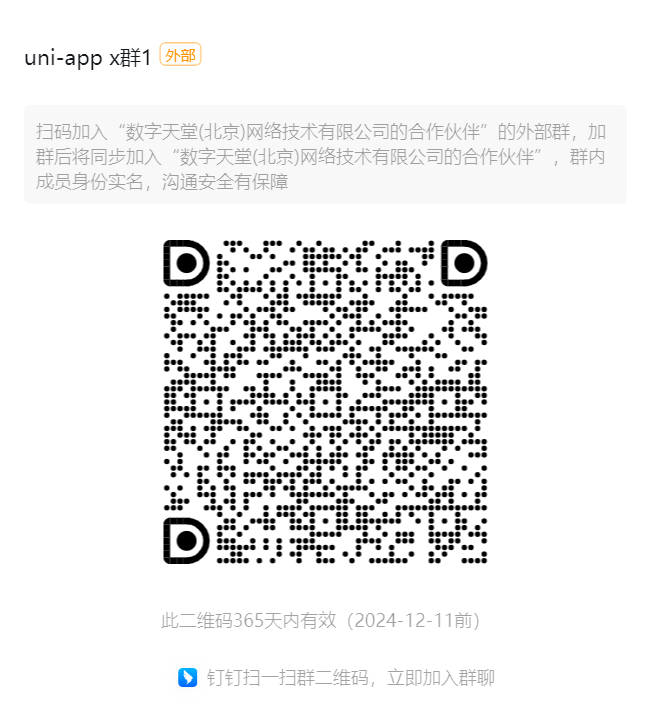 uni-app x群1 外部
扫码加入“数字天堂(北京)网络技术有限公司的合作伙伴”的外部群，加
群后将同步加入“数字天堂(北京)网络技术有限公司的合作伙伴”，群内
成员身份实名，沟通安全有保障
此二维码365天内有效（2024-12-11前）
钉钉扫一扫群二维码，立即加入群聊